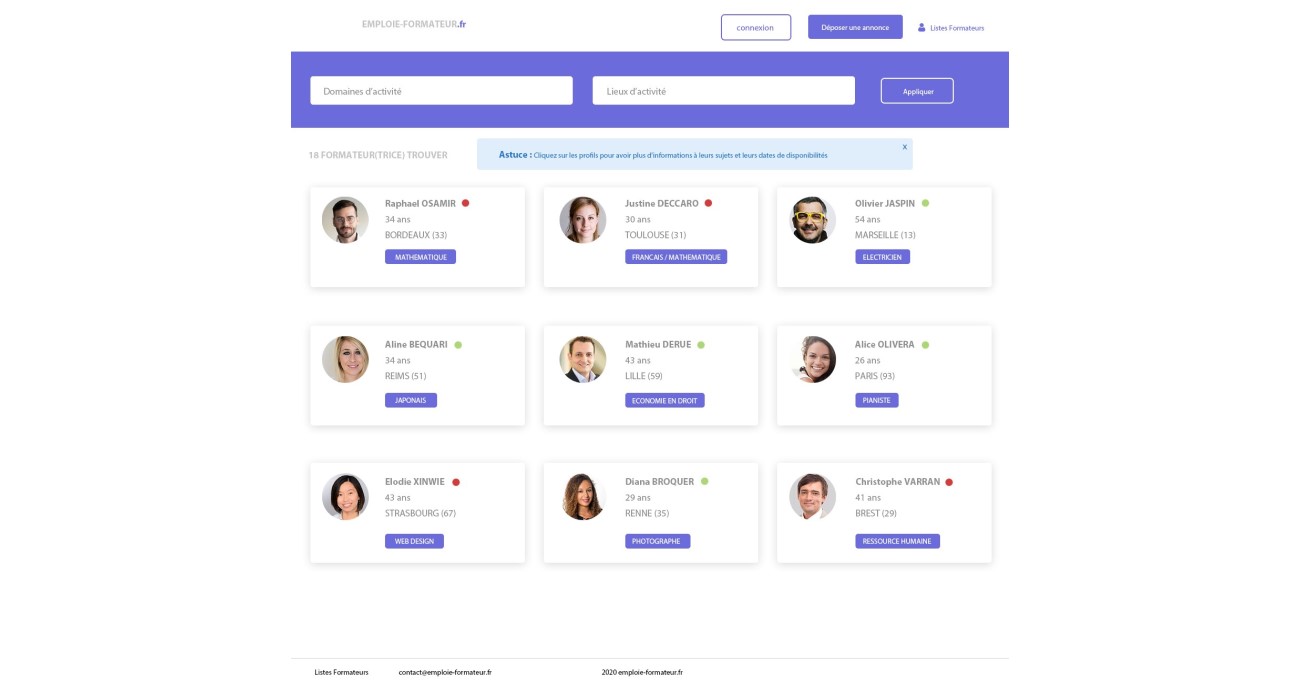 EMPLOIE-FORMATEUR.fr
connexion
Déposer une annonce
Listes Formateurs
Domaines d'activité
Lieux d'activité
Appliquer
18 FORMATEUR(TRICE) TROUVER
Astuce : Cliquez sur les profils pour avoir plus d'informations à leurs sujets et leurs dates de disponibilités
X
Raphael OSAMIR
34 ans
BORDEAUX (33)
MATHEMATIQUE
Justine DECCARO
30 ans
TOULOUSE (31)
FRANCAIS / MATHEMATIQUE
Olivier JASPIN
54 ans
MARSEILLE (13)
ELECTRICIEN
Aline BEQUARI
34 ans
REIMS (51)
JAPONAIS
Mathieu DERUE
43 ans
LILLE (59)
ECONOMIE EN DROIT
Alice OLIVERA
26 ans
PARIS (93)
PIANISTE
Elodie XINWIE
43 ans
STRASBOURG (67)
WEB DESIGN
Diana BROQUER
29 ans
RENNE (35)
PHOTOGRAPHE
Christophe VARRAN
41 ans
BREST (29)
RESSOURCE HUMAINE
Listes Formateurs
contact@emploie-formateur.fr
2020 emploie-formateur.fr